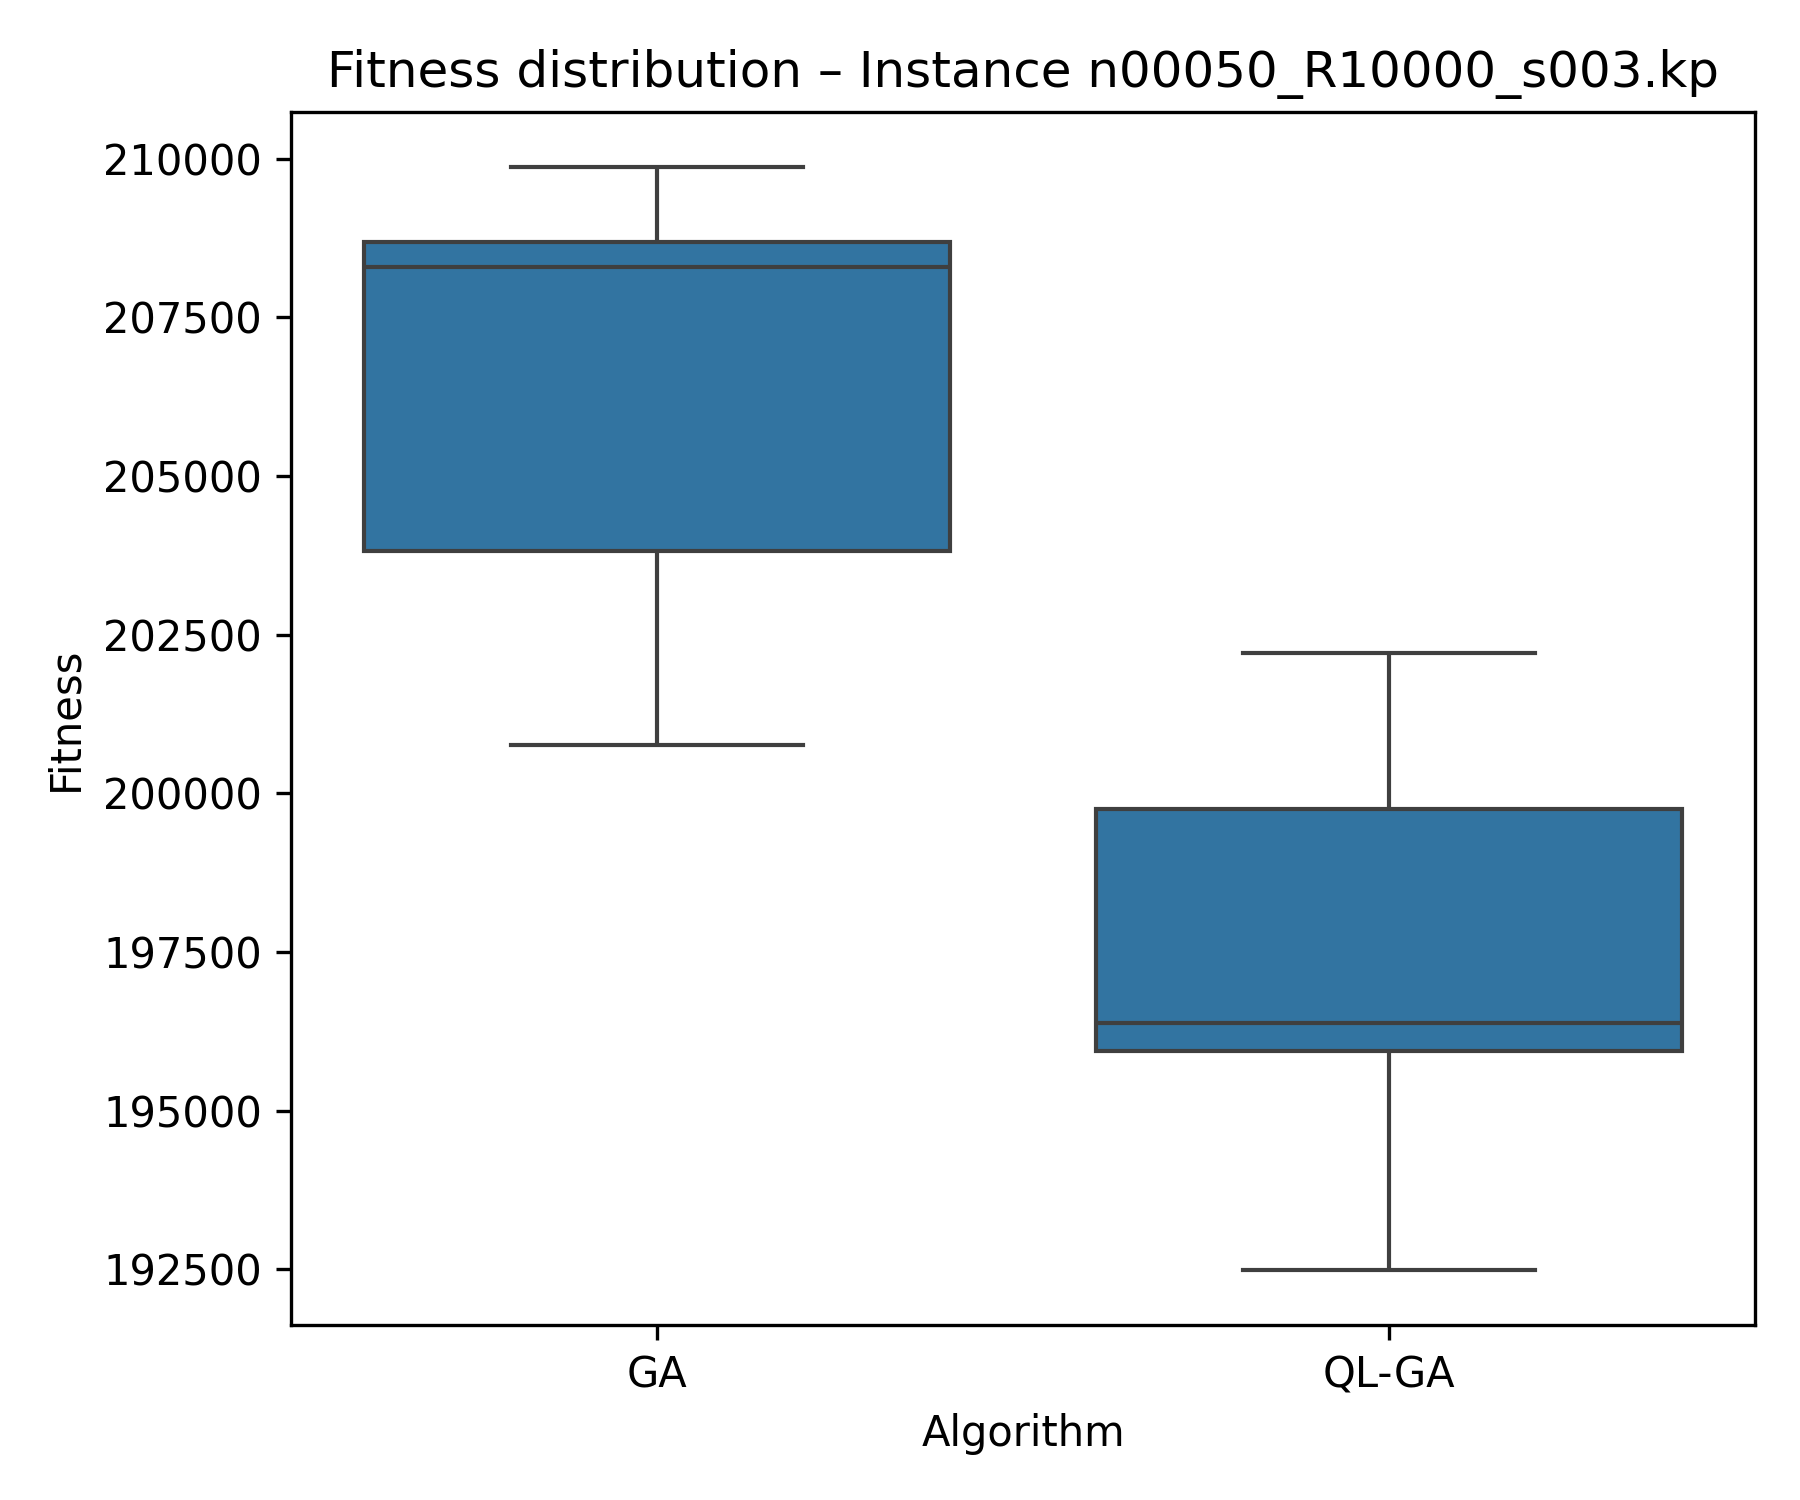 Fitness distribution – Instance n00050_R10000_s003.kp
210000
207500
205000
202500
200000
197500
195000
192500
Fitness
GA
QL-GA
Algorithm